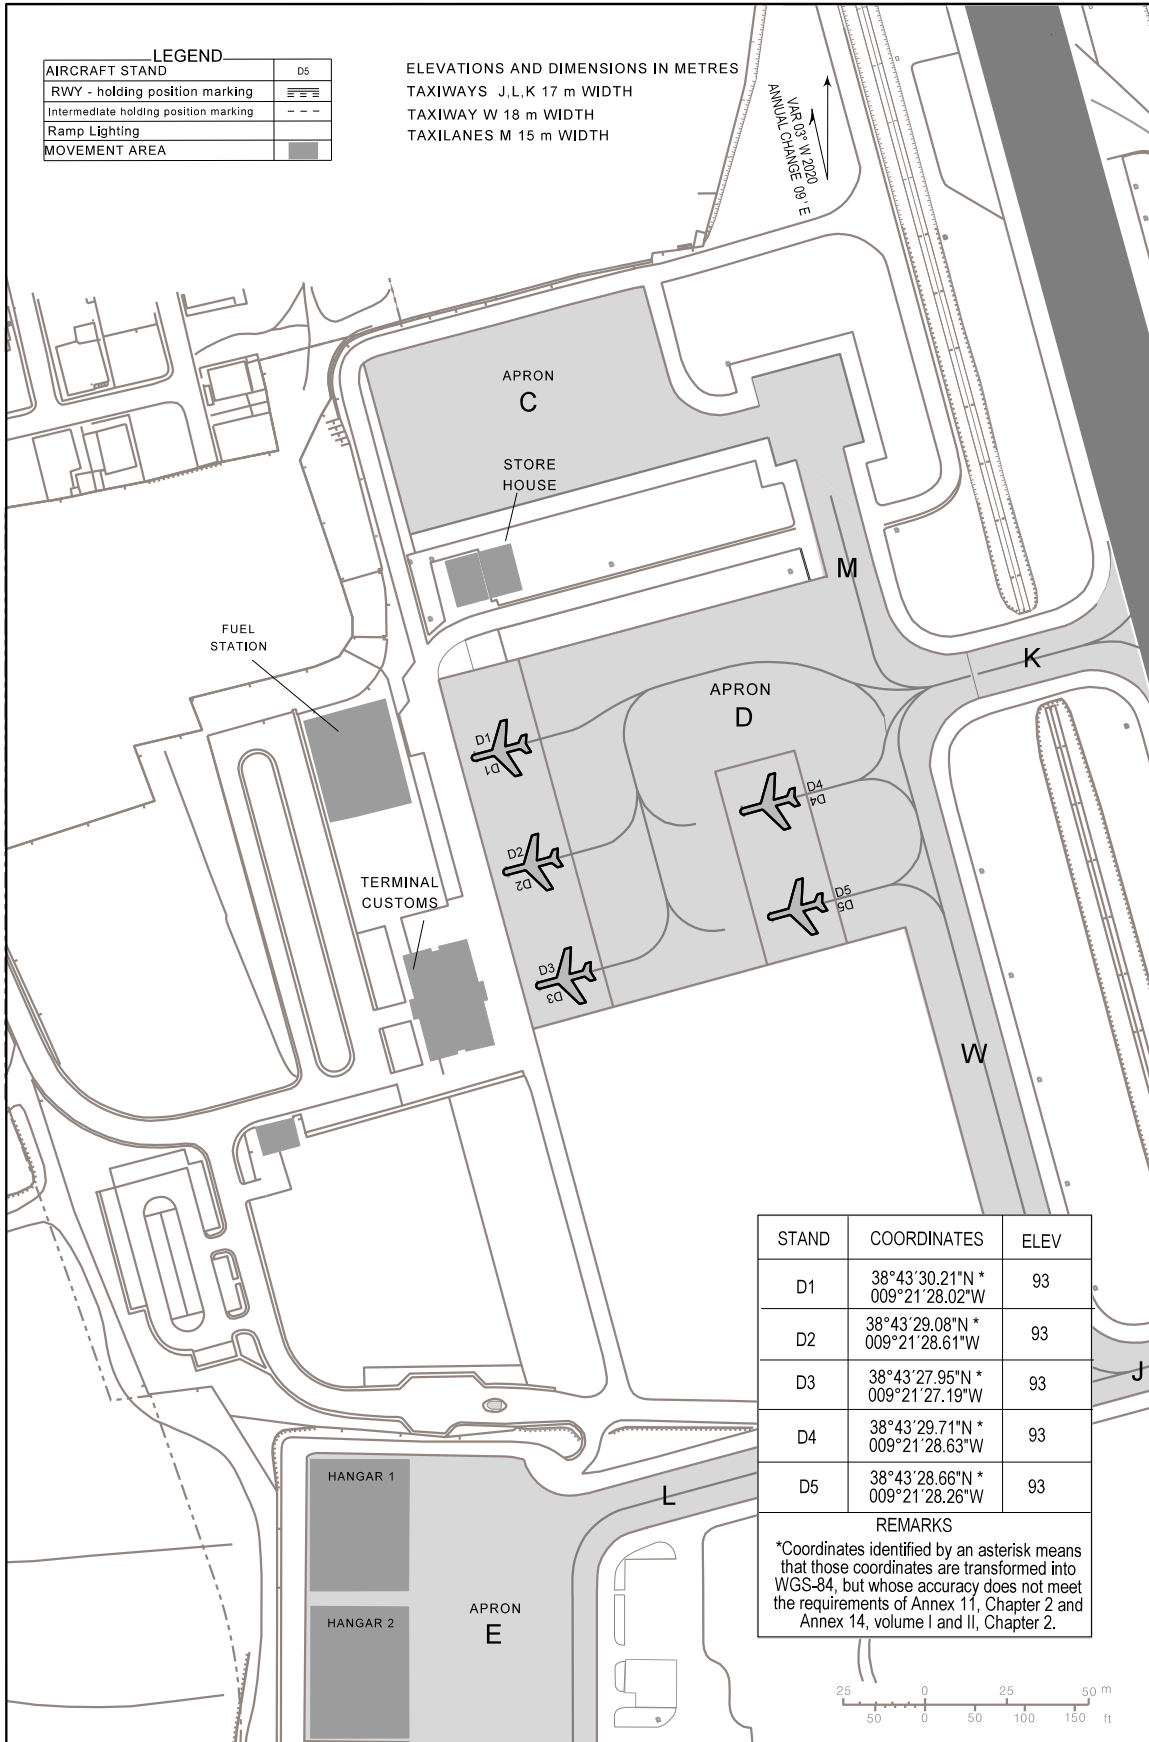 LEGEND
AIRCRAFT STAND D5
RWY - holding position marking
Intermediate holding position marking
Ramp Lighting
MOVEMENT AREA
ELEVATIONS AND DIMENSIONS IN METRES
TAXIWAYS J,L,K 17 m WIDTH
TAXIWAY W 18 m WIDTH
TAXILANES M 15 m WIDTH
VAR 03° W 2020
ANNUAL CHANGE 09 ' E
APRON
C
STORE
HOUSE
M
FUEL
STATION
K
APRON
D
D1
D1
D4
D4
D2
D2
TERMINAL
CUSTOMS
D5
D5
D3
D3
W
STAND COORDINATES ELEV
D1 38°43´30.21"N * 93
009°21´28.02"W
D2 38°43´29.08"N * 93
009°21´28.61"W
D3 38°43´27.95"N * 93
009°21´27.19"W
D4 38°43´29.71"N * 93
009°21´28.63"W
D5 38°43´28.66"N * 93
009°21´28.26"W
REMARKS
*Coordinates identified by an asterisk means
that those coordinates are transformed into
WGS-84, but whose accuracy does not meet
the requirements of Annex 11, Chapter 2 and
Annex 14, volume I and II, Chapter 2.
J
HANGAR 1
L
HANGAR 2
APRON
E
25 0 25 50 m
50 0 50 100 150 ft